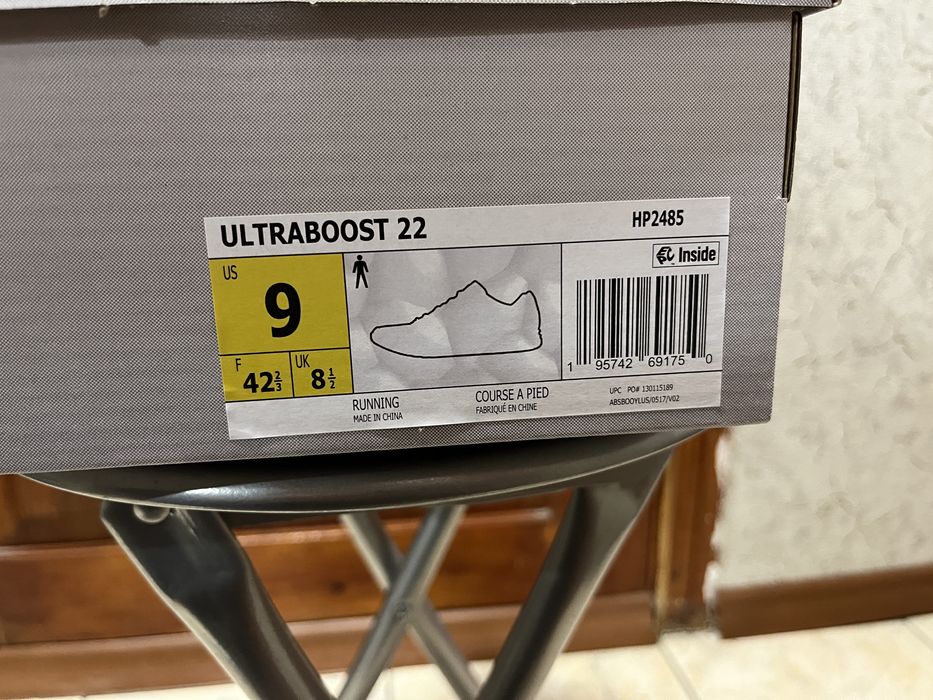 ULTRABOOST 22
HP2485
US
9
F
42⅔
UK
8½
Inside
1 95742 69175 0
RUNNING
MADE IN CHINA
COURSE A PIED
FABRIQUÉ EN CHINE
UPC PO# 130115189
ABSBOOYLUS/0517/V02